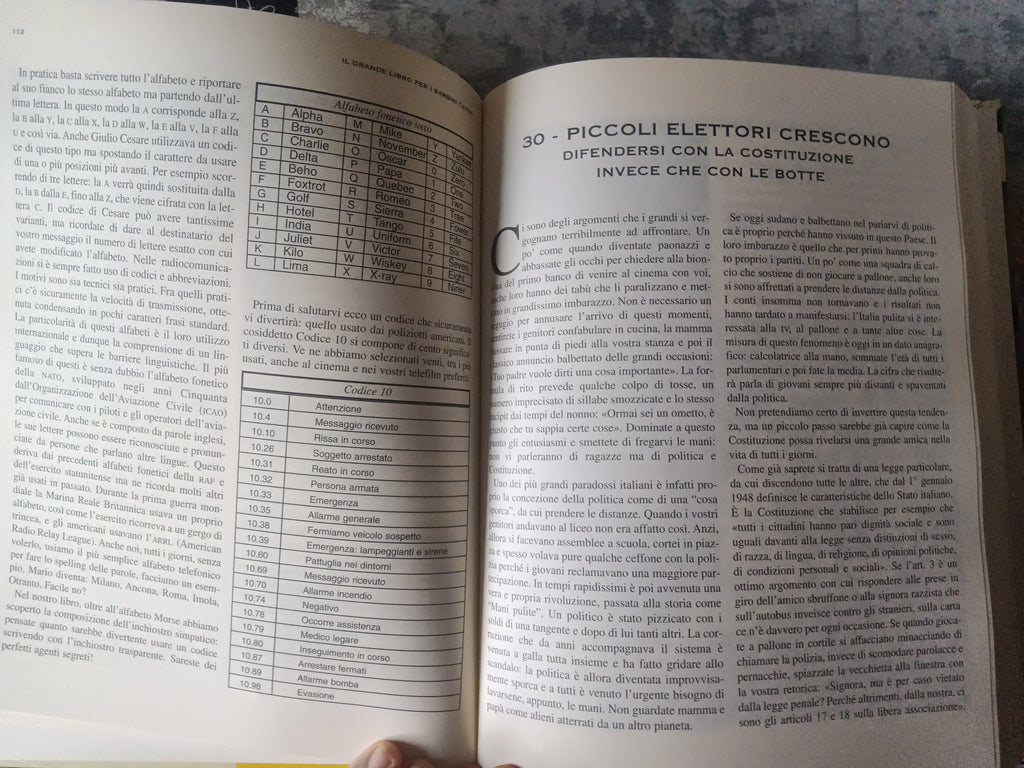 112
In pratica basta scrivere tutto l'alfabeto e riportare
al suo fianco lo stesso alfabeto ma partendo dall'ul-
tima lettera. In questo modo la A corrisponde alla Z,
la B alla Y, la C alla X, la D alla W, la E alla V, la F alla
U e così via. Anche Giulio Cesare utilizzava un codi-
ce di questo tipo ma spostando il carattere da usare
di una o più posizioni più avanti. Per esempio scor-
rendo di tre lettere: la A verrà quindi sostituita dalla
D, la B dalla E, fino alla Z, che viene cifrata con la let-
tera C. Il codice di Cesare può avere tantissime
varianti, ma ricordate di dare al destinatario del
vostro messaggio il numero di lettere esatto con cui
avete modificato l'alfabeto. Nelle radiocomunica-
zioni si è sempre fatto uso di codici e abbreviazioni.
I motivi sono sia tecnici sia pratici. Fra quelli prati-
ci c'è sicuramente la velocità di trasmissione, otte-
nuta condensando in pochi caratteri frasi standard.
La particolarità di questi alfabeti è il loro utilizzo
internazionale e dunque la comprensione di un lin-
guaggio che supera le barriere linguistiche. Il più
famoso di questi è senza dubbio l'alfabeto fonetico
della NATO, sviluppato negli anni Cinquanta
dall'Organizzazione dell'Aviazione Civile (ICAO)
per comunicare con i piloti e gli operatori dell'avia-
zione civile. Anche se è composto da parole inglesi,
le sue lettere possono essere riconosciute e pronun-
ciate da persone che parlano altre lingue. Questo
deriva dai precedenti alfabeti fonetici della RAF e
dell'esercito statunitense ma ne ricorda molti altri
già usati in passato. Durante la prima guerra mon-
diale la Marina Reale Britannica usava un proprio
alfabeto, così come l'esercito ricorreva a un gergo di
trincea, e gli americani usavano l'ARRL (American
Radio Relay League). Anche noi, tutti i giorni, senza
volerlo, usiamo il più semplice alfabeto telefonico
per fare lo spelling delle parole, facciamo un esem-
pio, Mario diventa: Milano, Ancona, Roma, Imola,
Otranto. Facile no?
Nel nostro libro, oltre all'alfabeto Morse abbiamo
scoperto la composizione dell'inchiostro simpatico:
pensate quanto sarebbe divertente usare un codice
scrivendo con l'inchiostro trasparente. Sareste dei
perfetti agenti segreti!
IL GRANDE LIBRO PER I BAMBINI
Alfabeto fonetico NATO
A Alpha M Mike Y
B Bravo N November Z Zulu
C Charlie O Oscar 0 Zero
D Delta P Papa 1 One
E Beho Q Quebec 2 Two
F Foxtrot R Romeo 3 Tree
G Golf S Sierra 4 Fower
H Hotel T Tango 5 Fife
I India U Uniform 6 Six
J Juliet V Victor 7 Seven
K Kilo W Wiskey 8 Eight
L Lima X X-ray 9 Niner
Prima di salutarvi ecco un codice che sicuramente
vi divertirà: quello usato dai poliziotti americani. Il
cosiddetto Codice 10 si compone di cento significa-
ti diversi. Ve ne abbiamo selezionati venti, tra i più
usati, anche al cinema e nei vostri telefilm preferiti.
Codice 10
10.0 Attenzione
10.4 Messaggio ricevuto
10.10 Rissa in corso
10.26 Soggetto arrestato
10.31 Reato in corso
10.32 Persona armata
10.33 Emergenza
10.35 Allarme generale
10.38 Fermiamo veicolo sospetto
10.39 Emergenza: lampeggianti e sirene
10.60 Pattuglia nei dintorni
10.69 Messaggio ricevuto
10.70 Allarme incendio
10.74 Negativo
10.78 Occorre assistenza
10.79 Medico legare
10.80 Inseguimento in corso
10.87 Arrestare fermati
10.89 Allarme bomba
10.98 Evasione
30 - PICCOLI ELETTORI CRESCONO
DIFENDERSI CON LA COSTITUZIONE
INVECE CHE CON LE BOTTE
Ci sono degli argomenti che i grandi si ver-
gognano terribilmente ad affrontare. Un
po' come quando diventate paonazzi e
abbassate gli occhi per chiedere alla bion-
dina del primo banco di venire al cinema con voi,
anche loro hanno dei tabù che li paralizzano e met-
tono in grandissimo imbarazzo. Non è necessario un
segugio per annusare l'arrivo di questi momenti,
sentirete i genitori confabulare in cucina, la mamma
passare in punta di piedi alla vostra stanza e poi il
classico annuncio balbettato delle grandi occasioni:
«Tuo padre vuole dirti una cosa importante». La for-
mula di rito prevede qualche colpo di tosse, un
numero imprecisato di sillabe smozzicate e lo stesso
incipit dai tempi del nonno: «Ormai sei un ometto, è
giusto che tu sappia certe cose». Dominate a questo
punto gli entusiasmi e smettete di fregarvi le mani:
non vi parleranno di ragazze ma di politica e
Costituzione.
Uno dei più grandi paradossi italiani è infatti pro-
prio la concezione della politica come di una "cosa
sporca", da cui prendere le distanze. Quando i vostri
genitori andavano al liceo non era affatto così. Anzi,
allora si facevano assemblee a scuola, cortei in piaz-
za e spesso volava pure qualche ceffone con la poli-
zia perché i giovani reclamavano una maggiore par-
tecipazione. In tempi rapidissimi è poi avvenuta una
vera e propria rivoluzione, passata alla storia come
"Mani pulite". Un politico è stato pizzicato con i
soldi di una tangente e dopo di lui tanti altri. La cor-
ruzione che da anni accompagnava il sistema è
venuta a galla tutta insieme e ha fatto gridare allo
scandalo: la politica è allora diventata improvvisa-
mente sporca e a tutti è venuto l'urgente bisogno di
lavarsene, appunto, le mani. Non guardate mamma e
papà come alieni atterrati da un altro pianeta.
Se oggi sudano e balbettano nel parlarvi di politi-
ca è proprio perché hanno vissuto in questo Paese. Il
loro imbarazzo è quello che per primi hanno prova-
to proprio i partiti. Un po' come una squadra di cal-
cio che sostiene di non giocare a pallone, anche loro
si sono affrettati a prendere le distanze dalla politica.
I conti insomma non tornavano e i risultati non
hanno tardato a manifestarsi: l'Italia pulita si è inte-
ressata alla tv, al pallone e a tante altre cose. La
misura di questo fenomeno è oggi in un dato anagra-
fico: calcolatrice alla mano, sommate l'età di tutti i
parlamentari e poi fate la media. La cifra che risulte-
rà parla di giovani sempre più distanti e spaventati
dalla politica.
Non pretendiamo certo di invertire questa tenden-
za, ma un piccolo passo sarebbe già capire come la
Costituzione possa rivelarsi una grande amica nella
vita di tutti i giorni.
Come già saprete si tratta di una legge particolare,
da cui discendono tutte le altre, che dal 1° gennaio
1948 definisce le caratteristiche dello Stato italiano.
È la Costituzione che stabilisce per esempio che
«tutti i cittadini hanno pari dignità sociale e sono
uguali davanti alla legge senza distinzioni di sesso,
di razza, di lingua, di religione, di opinioni politiche,
di condizioni personali e sociali». Se l'art. 3 è un
ottimo argomento con cui rispondere alle prese in
giro dell'amico sbruffone o alla signora razzista che
sull'autobus inveisce contro gli stranieri, sulla carta
ce n'è davvero per ogni occasione. Se quando gioca-
te a pallone in cortile si affacciano minacciando di
chiamare la polizia, invece di scomodare parolacce e
pernacchie, spiazzate la vecchietta alla finestra con
la vostra retorica: «Signora, ma è per caso vietato
dalla legge penale? Perché altrimenti, dalla nostra, ci
sono gli articoli 17 e 18 sulla libera associazione».